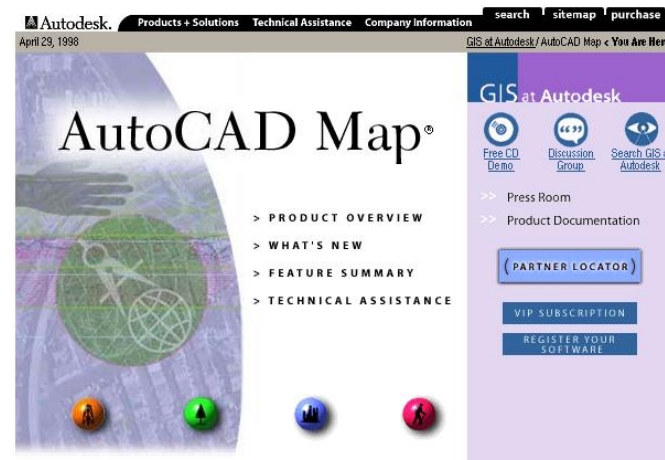 Autodesk. Products + Solutions Technical Assistance Company Information search sitemap purchase
April 29, 1998 GIS at Autodesk / AutoCAD Map < You Are Her
GIS at Autodesk
AutoCAD Map®
Free CD Demo
Discussion Group
Search GIS a
Autodesk
>> Press Room
>> Product Documentation
> PRODUCT OVERVIEW
> WHAT'S NEW
> FEATURE SUMMARY
> TECHNICAL ASSISTANCE
(PARTNER LOCATOR)
VIP SUBSCRIPTION
REGISTER YOUR
SOFTWARE